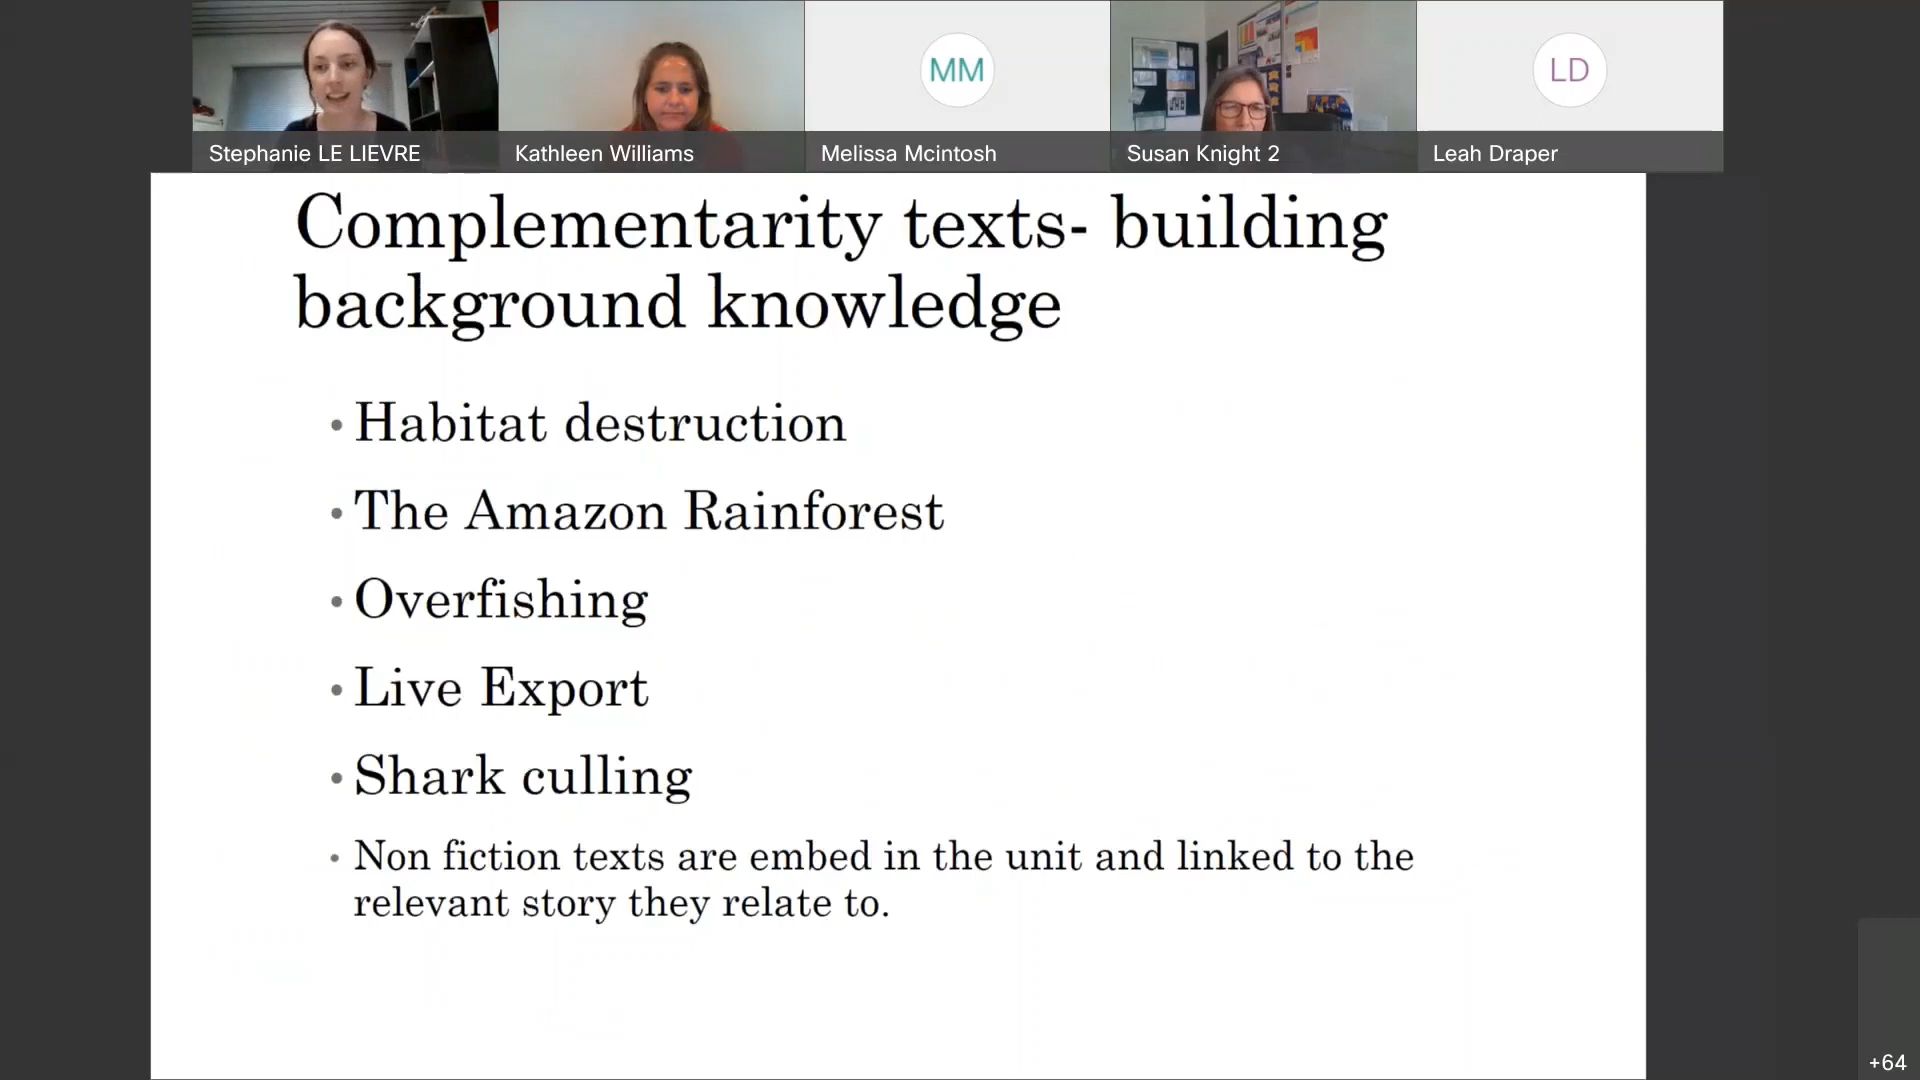 MM
LD
Stephanie LE LIEVRE
Kathleen Williams
Melissa Mcintosh
Susan Knight 2
Leah Draper
Complementarity texts- building
background knowledge
• Habitat destruction
• The Amazon Rainforest
• Overfishing
• Live Export
• Shark culling
• Non fiction texts are embed in the unit and linked to the
relevant story they relate to.
+64